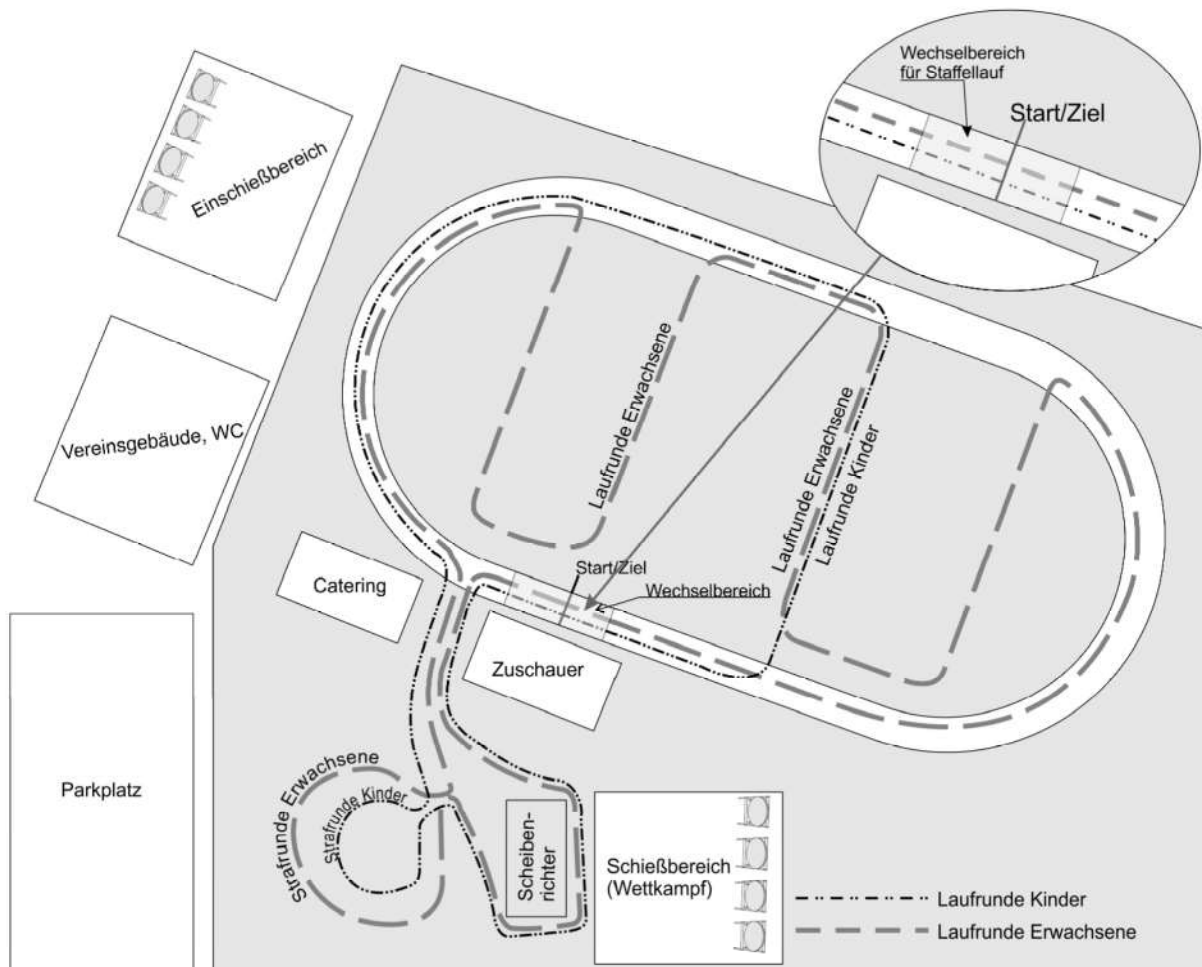 Wechselbereich
für Staffellauf
Start/Ziel
Einschießbereich
Vereinsgebäude, WC
Laufrunde Erwachsene
Laufrunde Erwachsene
Laufrunde Kinder
Catering
Start/Ziel
Wechselbereich
Zuschauer
Parkplatz
Strafrunde Erwachsene
Strafrunde Kinder
Scheiben-
richter
Schießbereich
(Wettkampf)
Laufrunde Kinder
Laufrunde Erwachsene